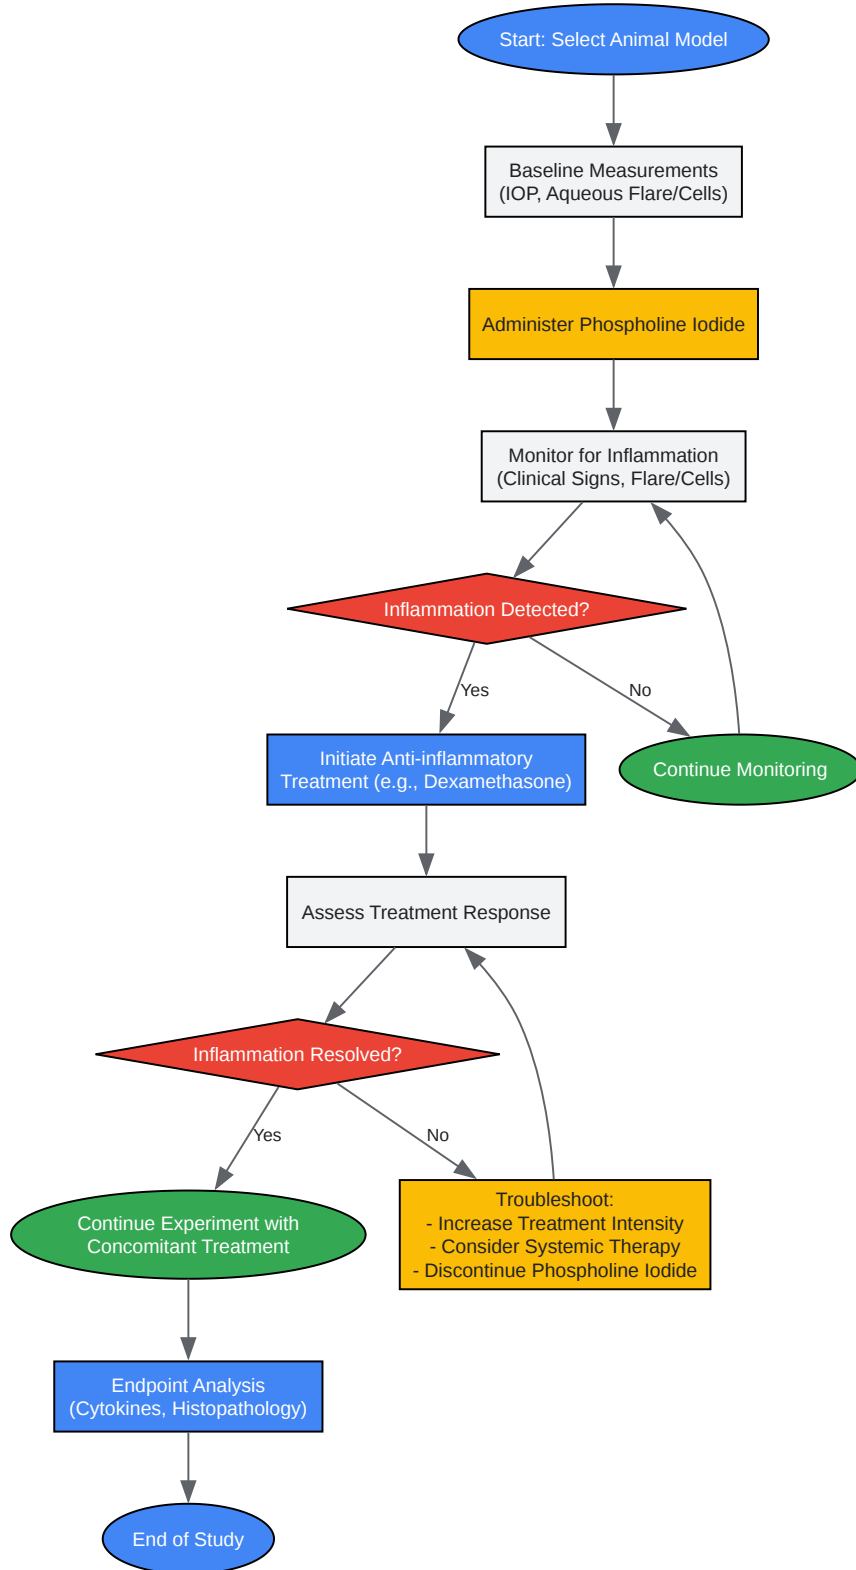 Start: Select Animal Model
Baseline Measurements
(IOP, Aqueous Flare/Cells)
Administer Phospholine Iodide
Monitor for Inflammation
(Clinical Signs, Flare/Cells)
Inflammation Detected?
Yes
No
Initiate Anti-inflammatory
Treatment (e.g., Dexamethasone)
Continue Monitoring
Assess Treatment Response
Inflammation Resolved?
Yes
No
Continue Experiment with
Concomitant Treatment
Troubleshoot:
- Increase Treatment Intensity
- Consider Systemic Therapy
- Discontinue Phospholine Iodide
Endpoint Analysis
(Cytokines, Histopathology)
End of Study